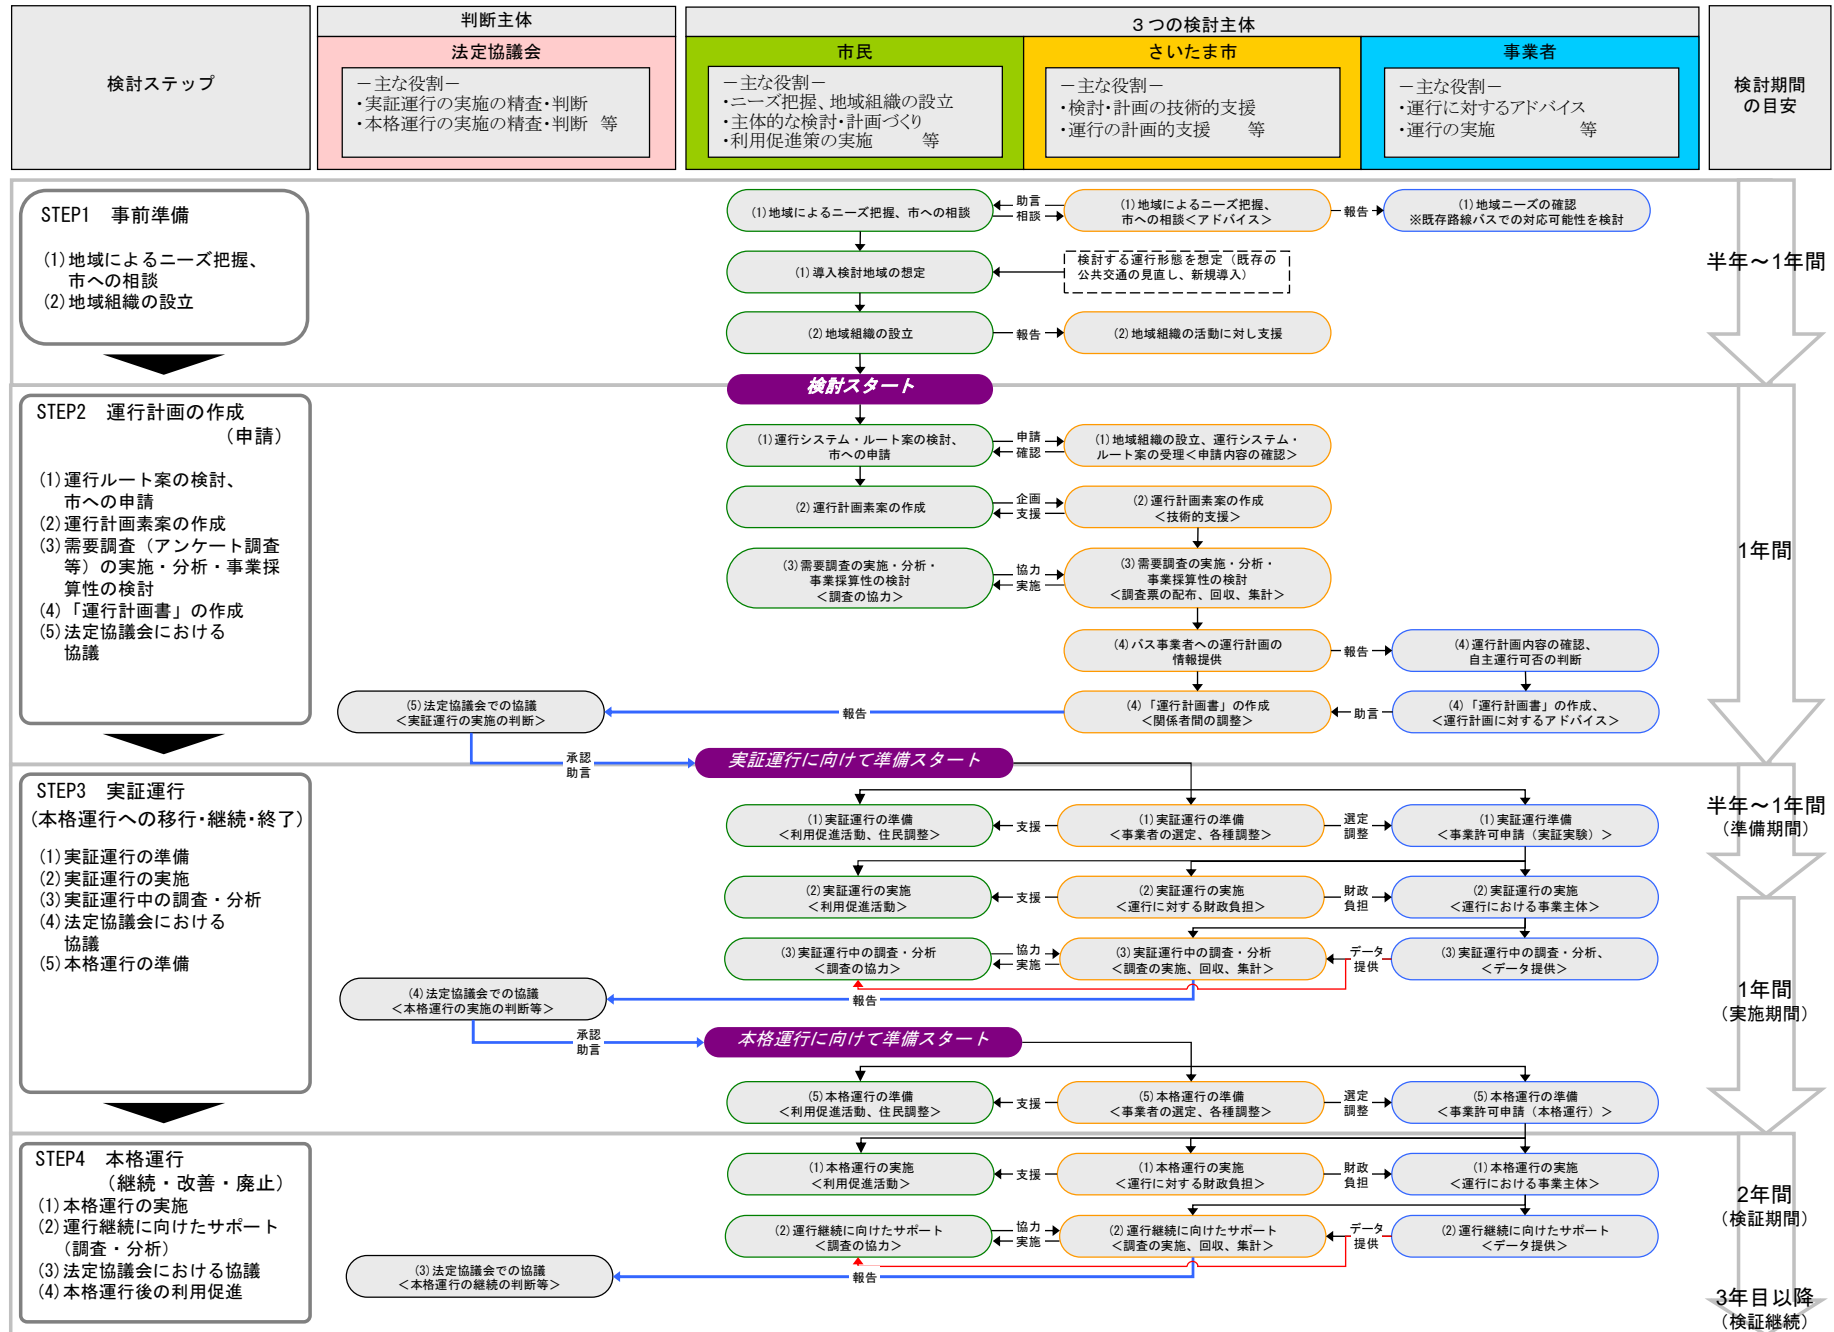 検討ステップ
判断主体
法定協議会
－主な役割－
・実証運行の実施の精査・判断
・本格運行の実施の精査・判断 等
3つの検討主体
市民
－主な役割－
・ニーズ把握、地域組織の設立
・主体的な検討・計画づくり
・利用促進策の実施 等
さいたま市
－主な役割－
・検討・計画の技術的支援
・運行の計画的支援 等
事業者
－主な役割－
・運行に対するアドバイス
・運行の実施 等
検討期間
の目安
STEP1 事前準備
(1)地域によるニーズ把握、
市への相談
(2)地域組織の設立
(1)地域によるニーズ把握、市への相談
助言
相談
(1)地域によるニーズ把握、
市への相談＜アドバイス＞
報告
(1)地域ニーズの確認
※既存路線バスでの対応可能性を検討
(1)導入検討地域の想定
検討する運行形態を想定（既存の
公共交通の見直し、新規導入）
(2)地域組織の設立
報告
(2)地域組織の活動に対し支援
半年～1年間
検討スタート
STEP2 運行計画の作成
（申請）
(1)運行ルート案の検討、
市への申請
(2)運行計画素案の作成
(3)需要調査（アンケート調査
等）の実施・分析・事業採
算性の検討
(4)「運行計画書」の作成
(5)法定協議会における
協議
(1)運行システム・ルート案の検討、
市への申請
申請
確認
(1)地域組織の設立、運行システム・
ルート案の受理＜申請内容の確認＞
(2)運行計画素案の作成
企画
支援
(2)運行計画素案の作成
＜技術的支援＞
(3)需要調査の実施・分析・
事業採算性の検討
＜調査の協力＞
協力
実施
(3)需要調査の実施・分析・
事業採算性の検討
＜調査票の配布、回収、集計＞
(4)バス事業者への運行計画の
情報提供
報告
(4)運行計画内容の確認、
自主運行可否の判断
(5)法定協議会での協議
＜実証運行の実施の判断＞
報告
(4)「運行計画書」の作成
＜関係者間の調整＞
助言
(4)「運行計画書」の作成、
＜運行計画に対するアドバイス＞
1年間
承認
助言
実証運行に向けて準備スタート
STEP3 実証運行
(本格運行への移行・継続・終了)
(1)実証運行の準備
(2)実証運行の実施
(3)実証運行中の調査・分析
(4)法定協議会における
協議
(5)本格運行の準備
(1)実証運行の準備
＜利用促進活動、住民調整＞
支援
(1)実証運行の準備
＜事業者の選定、各種調整＞
選定
調整
(1)実証運行準備
＜事業許可申請（実証実験）＞
半年～1年間
（準備期間）
(2)実証運行の実施
＜利用促進活動＞
支援
(2)実証運行の実施
＜運行に対する財政負担＞
財政
負担
(2)実証運行の実施
＜運行における事業主体＞
(3)実証運行中の調査・分析
＜調査の協力＞
協力
実施
(3)実証運行中の調査・分析
＜調査の実施、回収、集計＞
データ
提供
(3)実証運行中の調査・分析、
＜データ提供＞
(4)法定協議会での協議
＜本格運行の実施の判断等＞
報告
1年間
（実施期間）
承認
助言
本格運行に向けて準備スタート
(5)本格運行の準備
＜利用促進活動、住民調整＞
支援
(5)本格運行の準備
＜事業者の選定、各種調整＞
選定
調整
(5)本格運行の準備
＜事業許可申請（本格運行）＞
STEP4 本格運行
（継続・改善・廃止）
(1)本格運行の実施
(2)運行継続に向けたサポート
（調査・分析）
(3)法定協議会における協議
(4)本格運行後の利用促進
(1)本格運行の実施
＜利用促進活動＞
支援
(1)本格運行の実施
＜運行に対する財政負担＞
財政
負担
(1)本格運行の実施
＜運行における事業主体＞
2年間
（検証期間）
(2)運行継続に向けたサポート
＜調査の協力＞
協力
実施
(2)運行継続に向けたサポート
＜調査の実施、回収、集計＞
データ
提供
(2)運行継続に向けたサポート
＜データ提供＞
(3)法定協議会での協議
＜本格運行の継続の判断等＞
報告
3年目以降
（検証継続）